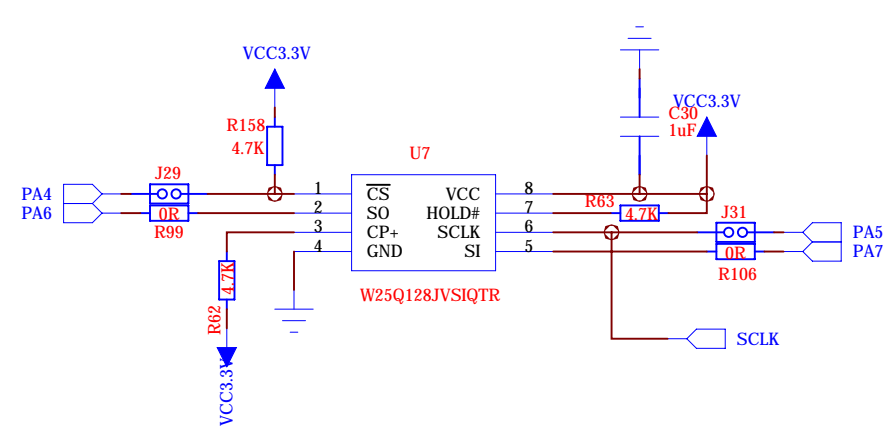 VCC3.3V
VCC3.3V
C30
1uF
R158
4.7K
U7
J29
PA4
PA6
0R
R99
1
2
3
4
CS
SO
CP+
GND
VCC
HOLD#
SCLK
SI
8
7
6
5
R63
4.7K
J31
PA5
PA7
0R
R106
4.7K
R62
W25Q128JVSIQTR
SCLK
VCC3.3V